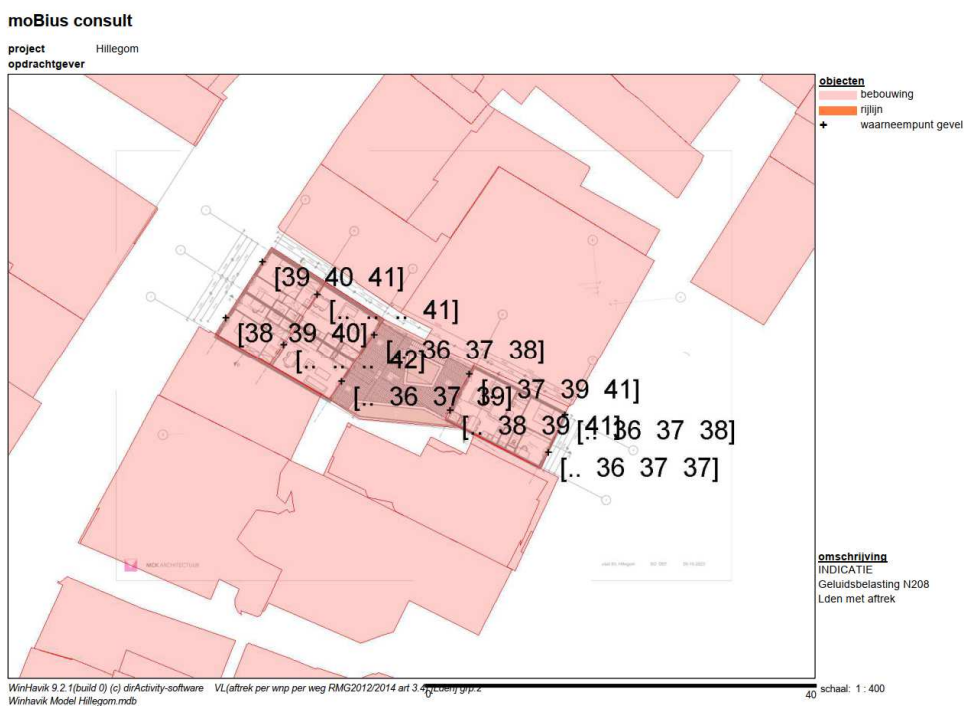 moBius consult
project Hillegom
opdrachtgever
objecten
bebouwing
rijlijn
waarneempunt gevel
[39 40 41]
[.. .. .. 41]
[38 39 40]
[.. 36 37 38]
[.. .. .. 42]
[.. 37 39 41]
[.. 36 37 39]
[.. 38 39 41]
[.. 36 37 38]
[.. 36 37 37]
NICK ARCHITECTUUR
omschrijving
INDICATIE
Geluidsbelasting N208
Lden met aftrek
WinHavik 9.2.1(build 0) (c) dirActivity-software VL(aftrek per wnp per weg RMG2012/2014 art 3.4)[Lden] grp.2
0 40 schaal: 1 : 400
Winhavik Model Hillegom.mdb